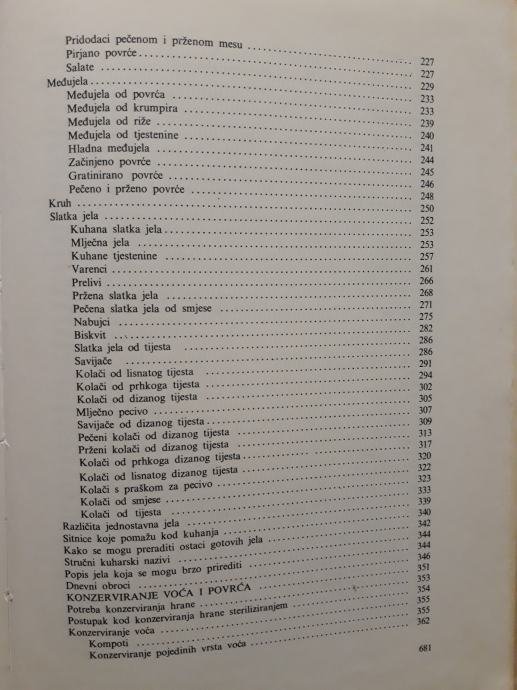 Pridodaci pečenom i prženom mesu ..... 227
Pirjano povrće ..... 227
Salate ..... 229
Međujela ..... 233
Međujela od povrća ..... 233
Međujela od krumpira ..... 239
Međujela od riže ..... 240
Međujela od tjestenine ..... 241
Hladna međujela ..... 244
Začinjeno povrće ..... 245
Gratinirano povrće ..... 246
Pečeno i prženo povrće ..... 248
Kruh ..... 250
Slatka jela ..... 252
Kuhana slatka jela ..... 253
Mlječna jela ..... 253
Kuhane tjestenine ..... 257
Varenci ..... 261
Prelivi ..... 266
Pržena slatka jela ..... 268
Pečena slatka jela od smjese ..... 271
Nabujci ..... 275
Biskvit ..... 282
Slatka jela od tijesta ..... 286
Savijače ..... 286
Kolači od lisnatog tijesta ..... 291
Kolači od prhkoga tijesta ..... 294
Kolači od dizanog tijesta ..... 302
Mlječno pecivo ..... 305
Savijače od dizanog tijesta ..... 307
Pečeni kolači od dizanog tijesta ..... 309
Prženi kolači od dizanog tijesta ..... 313
Kolači od prhkoga dizanog tijesta ..... 317
Kolači od lisnatog dizanog tijesta ..... 320
Kolači s praškom za pecivo ..... 322
Kolači od smjese ..... 323
Kolači od tijesta ..... 333
Različita jednostavna jela ..... 339
Sitnice koje pomažu kod kuhanja ..... 340
Kako se mogu preraditi ostaci gotovih jela ..... 342
Stručni kuharski nazivi ..... 344
Popis jela koja se mogu brzo prirediti ..... 344
Dnevni obroci ..... 346
KONZERVIRANJE VOĆA I POVRĆA ..... 351
Potreba konzerviranja hrane ..... 353
Postupak kod konzerviranja hrane steriliziranjem ..... 354
Konzerviranje voća ..... 355
Kompoti ..... 355
Konzerviranje pojedinih vrsta voća ..... 362
681